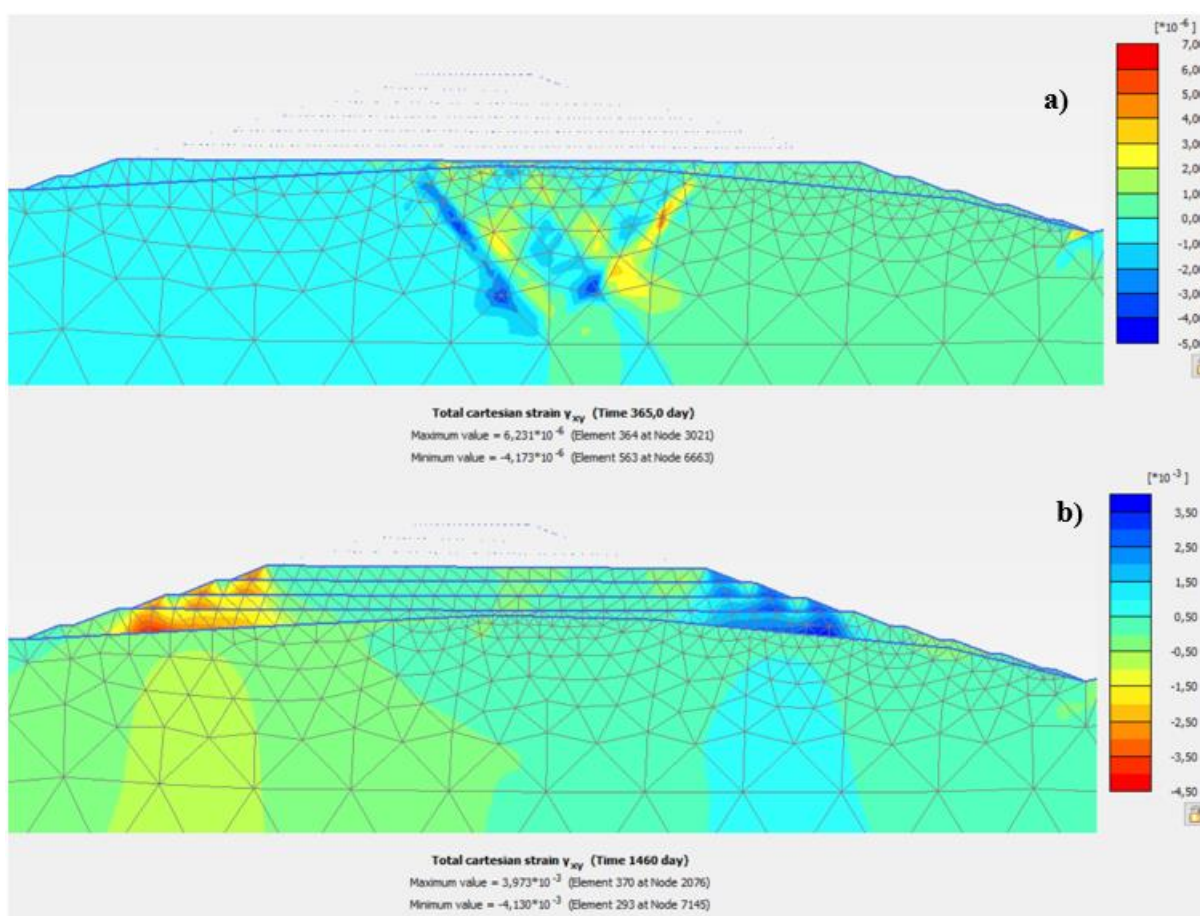 [*10 -6 ]
7,00
6,00
a)
5,00
4,00
3,00
2,00
1,00
0,00
-1,00
-2,00
-3,00
-4,00
-5,00
Total cartesian strain γxy (Time 365,0 day)
Maximum value = 6,231*10 -6 (Element 364 at Node 3021)
Minimum value = -4,173*10 -6 (Element 563 at Node 6663)
[*10 -3 ]
b)
3,50
2,50
1,50
0,50
-0,50
-1,50
-2,50
-3,50
-4,50
Total cartesian strain γxy (Time 1460 day)
Maximum value = 3,973*10 -3 (Element 370 at Node 2076)
Minimum value = -4,130*10 -3 (Element 293 at Node 7145)